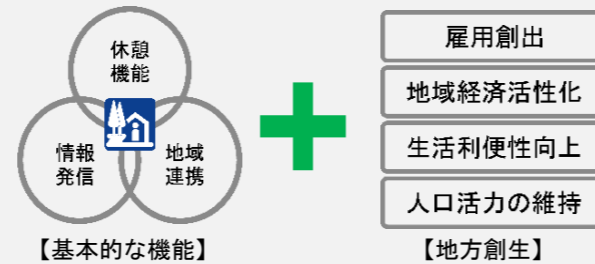 休憩
機能
情報
発信
地域
連携
【基本的な機能】
雇用創出
地域経済活性化
生活利便性向上
人口活力の維持
【地方創生】